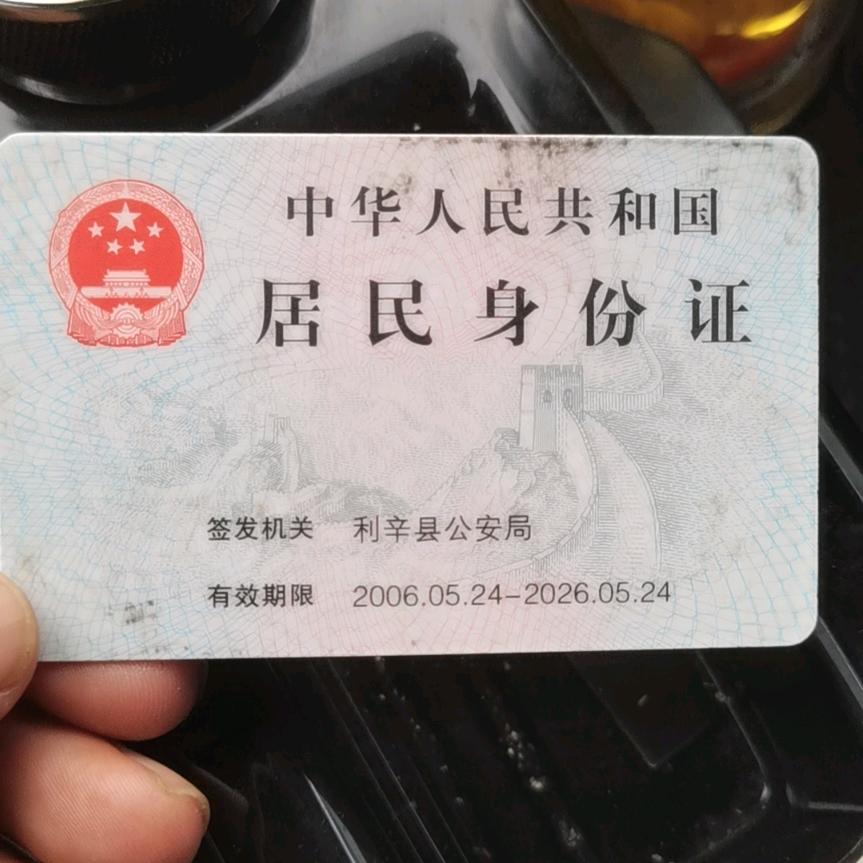 中华人民共和国
居民身份证
签发机关 利辛县公安局
有效期限 2006.05.24-2026.05.24